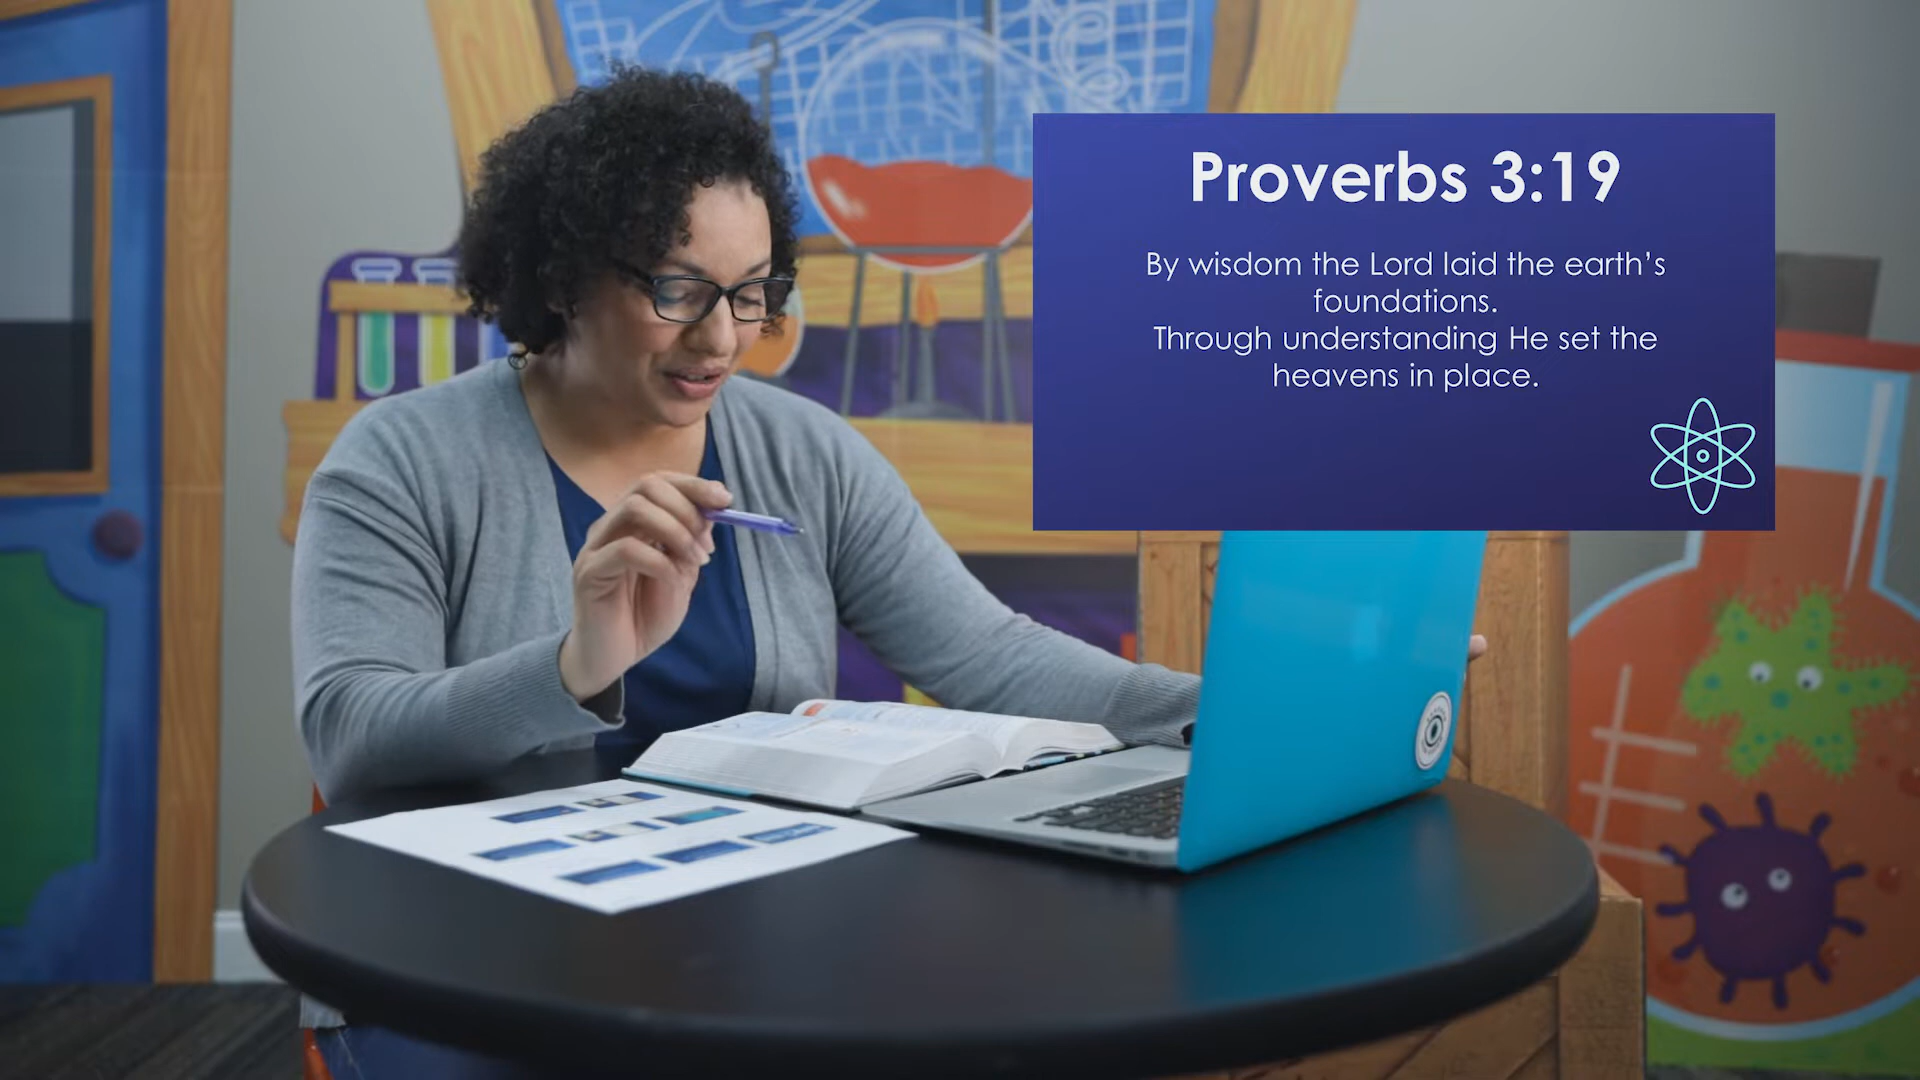 Proverbs 3:19
By wisdom the Lord laid the earth’s
foundations.
Through understanding He set the
heavens in place.